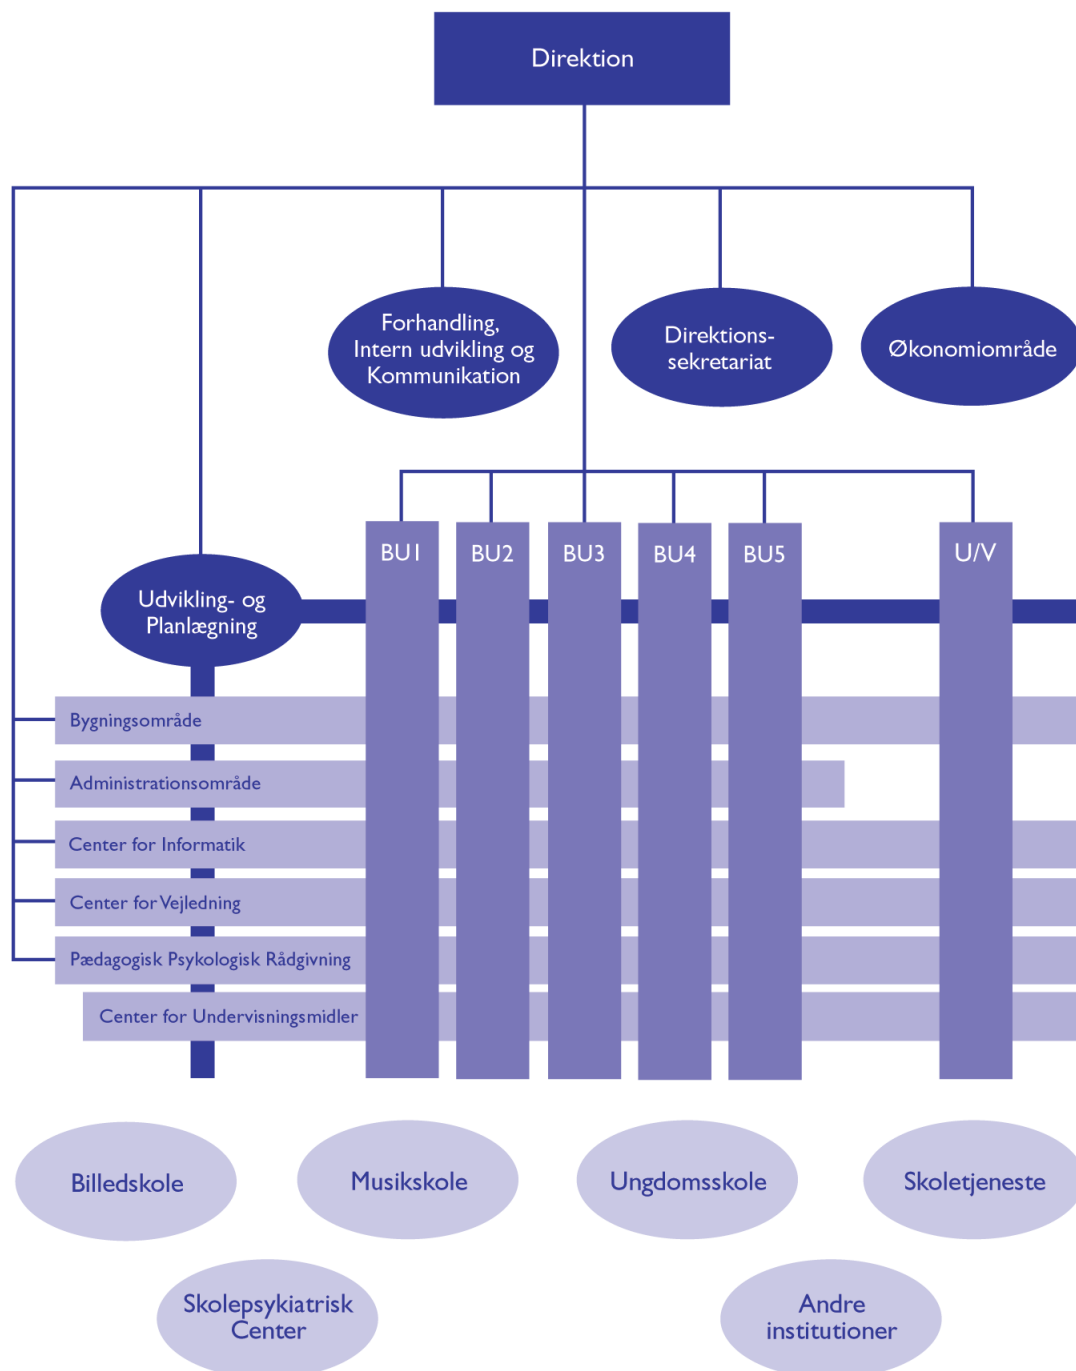 Direktion
Forhandling,
Intern udvikling og
Kommunikation
Direktions-
sekretariat
Økonomiområde
BU1
BU2
BU3
BU4
BU5
U/V
Udvikling- og
Planlægning
Bygningsområde
Administrationsområde
Center for Informatik
Center for Vejledning
Pædagogisk Psykologisk Rådgivning
Center for Undervisningsmidler
Billedskole
Musikskole
Ungdomsskole
Skoletjeneste
Skolepsykiatrisk
Center
Andre
institutioner